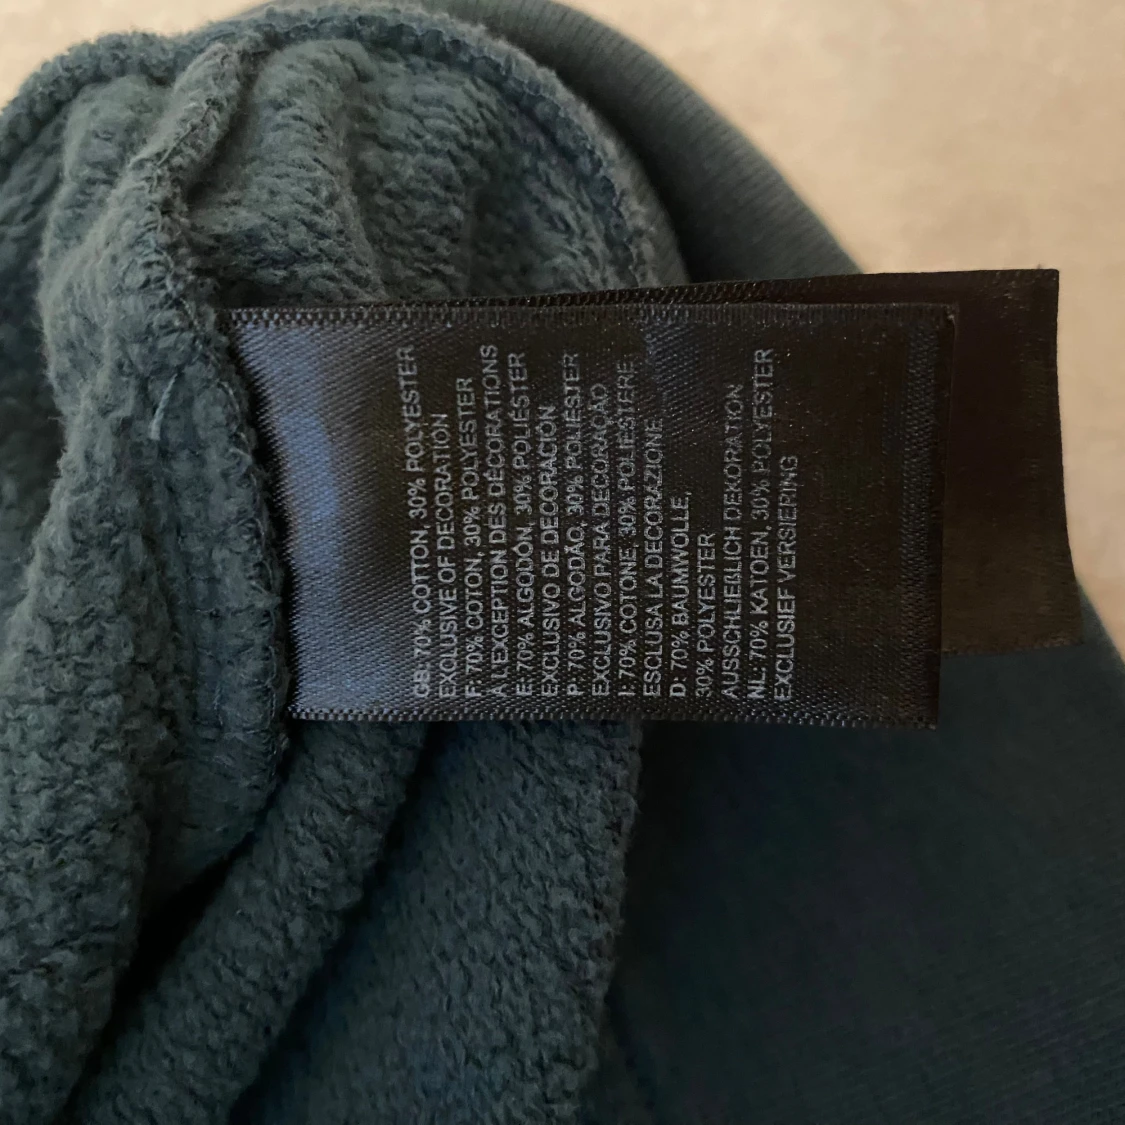 GB: 70% COTTON, 30% POLYESTER
EXCLUSIVE OF DECORATION
F: 70% COTON, 30% POLYESTER
À L'EXCEPTION DES DÉCORATIONS
E: 70% ALGODÓN, 30% POLIÉSTER
EXCLUSIVO DE DECORACIÓN
P: 70% ALGODÃO, 30% POLIÉSTER
EXCLUSIVO PARA DECORAÇÃO
I: 70% COTONE, 30% POLIESTERE
ESCLUSA LA DECORAZIONE
D: 70% BAUMWOLLE,
30% POLYESTER
AUSSCHLIEßLICH DEKORATION
NL: 70% KATOEN, 30% POLYESTER
EXCLUSIEF VERSIERING